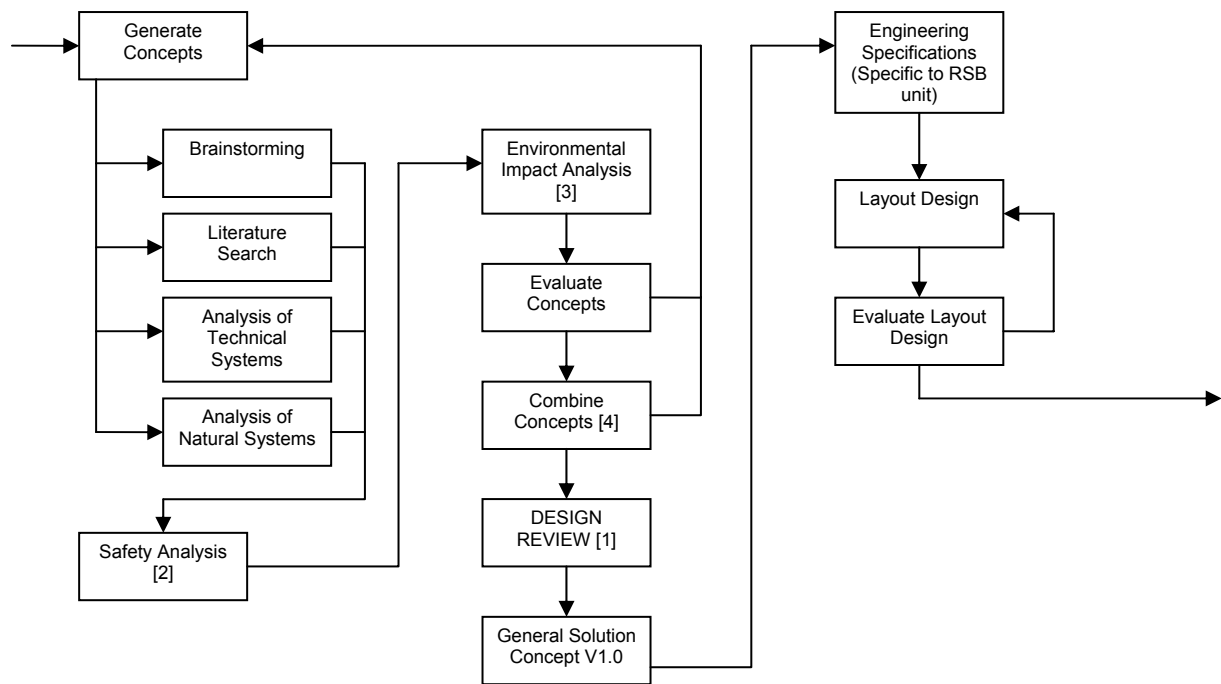 Generate
Concepts
Brainstorming
Literature
Search
Analysis of
Technical
Systems
Analysis of
Natural Systems
Safety Analysis
[2]
Environmental
Impact Analysis
[3]
Evaluate
Concepts
Combine
Concepts [4]
DESIGN
REVIEW [1]
General Solution
Concept V1.0
Engineering
Specifications
(Specific to RSB
unit)
Layout Design
Evaluate Layout
Design